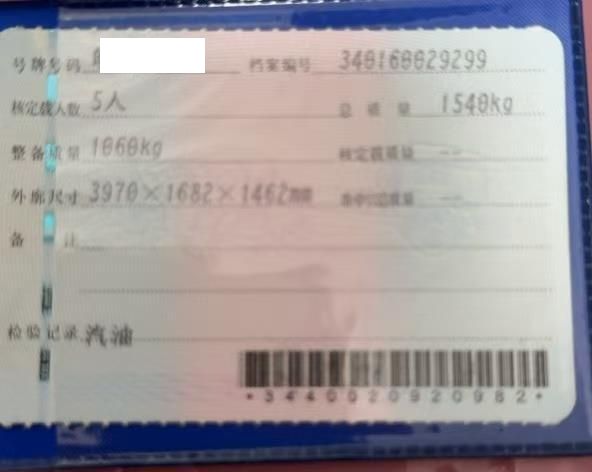 号牌号码 档案编号 340160029299
核定载人数 5人 总质量 1540kg
整备质量 1060kg 核定载质量 --
外廓尺寸 3970×1682×1462mm 准牵引总质量 --
备注
检验记录 汽油
*3440020920982*